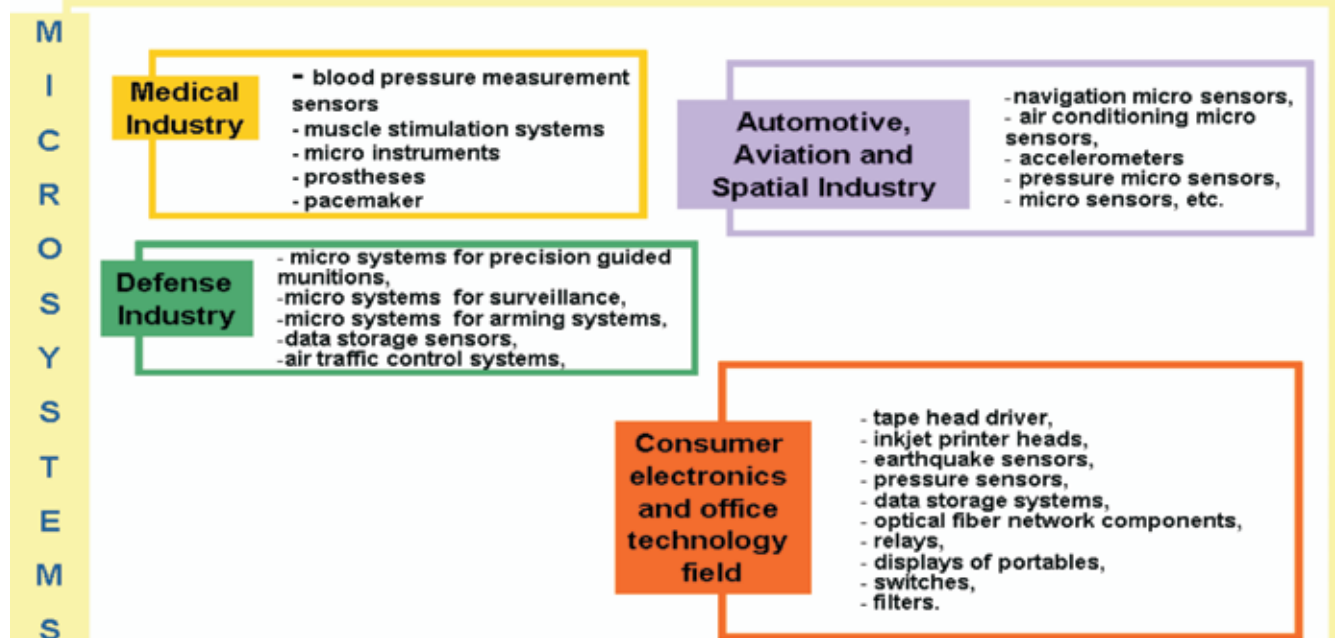 M
I
C
R
O
S
Y
S
T
E
M
S
Medical
Industry
- blood pressure measurement
sensors
- muscle stimulation systems
- micro instruments
- prostheses
- pacemaker
Automotive,
Aviation and
Spatial Industry
-navigation micro sensors,
- air conditioning micro
sensors,
- accelerometers
- pressure micro sensors,
- micro sensors, etc.
Defense
Industry
- micro systems for precision guided
munitions,
-micro systems  for surveillance,
-micro systems  for arming systems,
-data storage sensors,
-air traffic control systems,
Consumer
electronics
and office
technology
field
- tape head driver,
- inkjet printer heads,
- earthquake sensors,
- pressure sensors,
- data storage systems,
- optical fiber network components,
- relays,
- displays of portables,
- switches,
- filters.